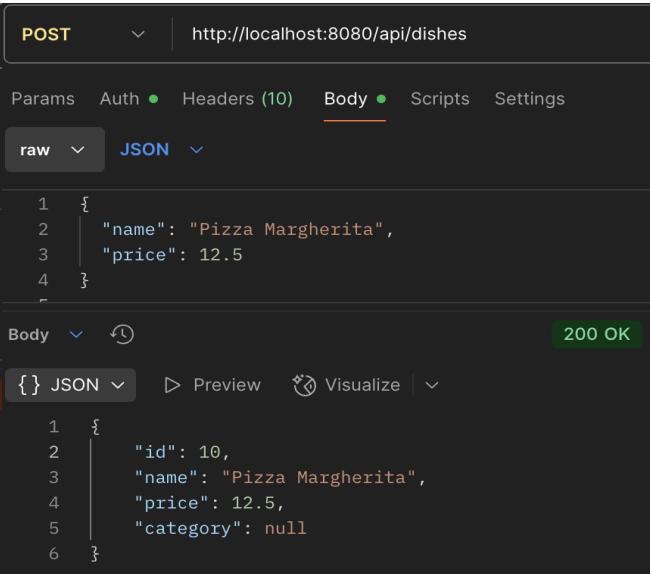 POST http://localhost:8080/api/dishes
Params Auth Headers (10) Body Scripts Settings
raw JSON
1 {
2 "name": "Pizza Margherita",
3 "price": 12.5
4 }
Body 200 OK
{} JSON Preview Visualize
1 {
2 "id": 10,
3 "name": "Pizza Margherita",
4 "price": 12.5,
5 "category": null
6 }